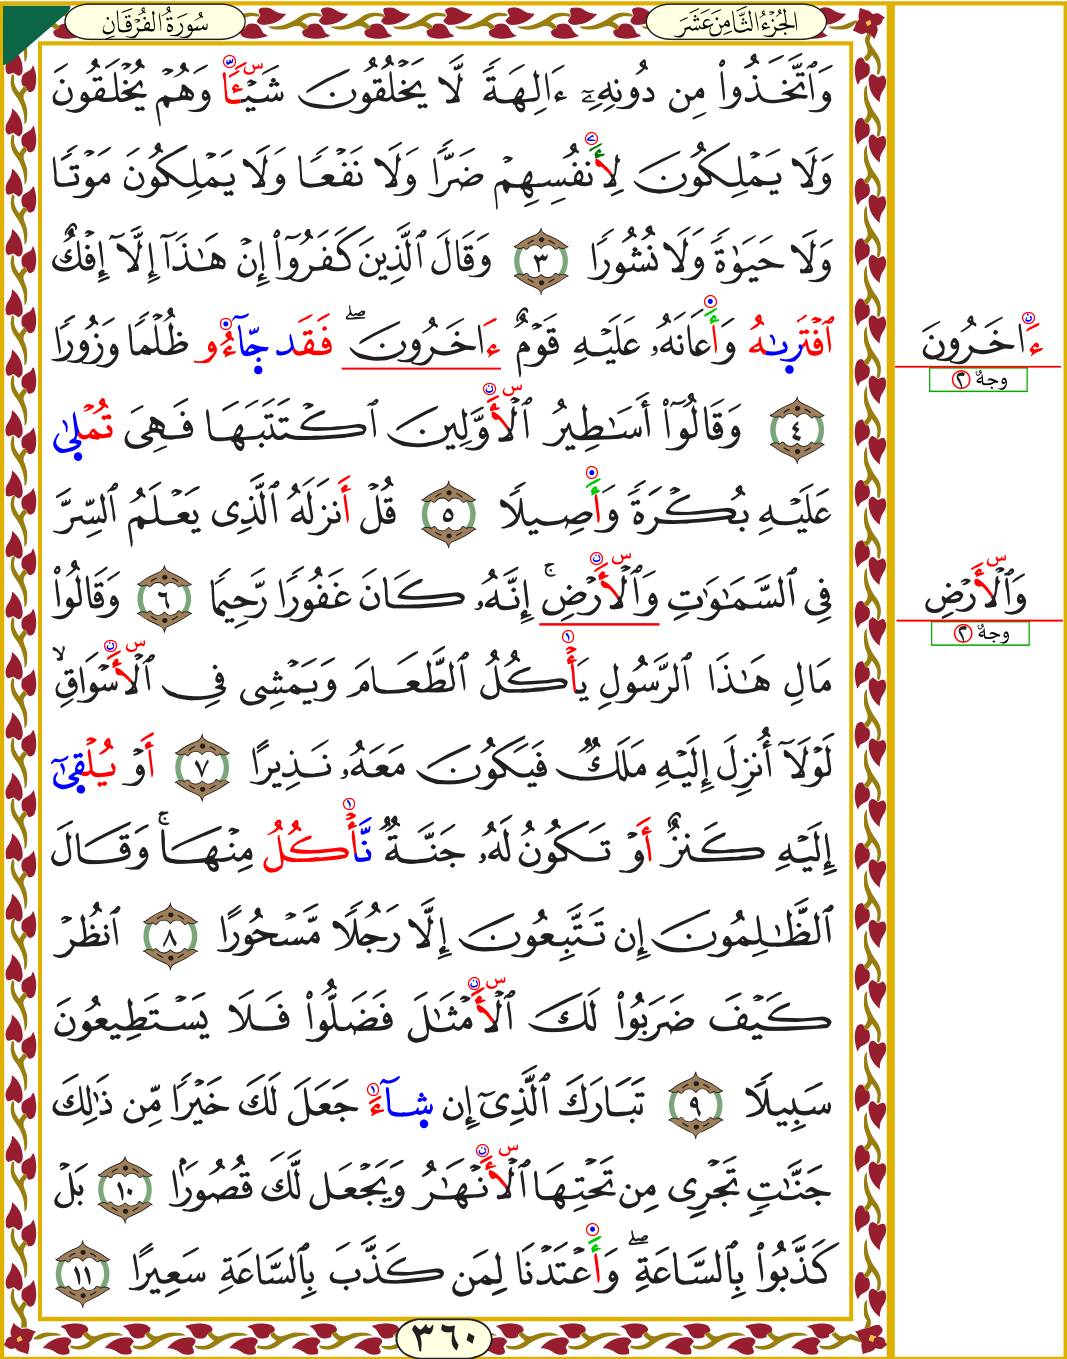 سُورَةُ الفُرْقَانِ
الجُزْءُ الثَّامِنَ عَشَرَ
وَٱتَّخَذُواْ مِن دُونِهِۦٓ ءَالِهَةٗ لَّا يَخۡلُقُونَ شَيۡـَٔٗا وَهُمۡ يُخۡلَقُونَ
وَلَا يَمۡلِكُونَ لِأَنفُسِهِمۡ ضَرّٗا وَلَا نَفۡعٗا وَلَا يَمۡلِكُونَ مَوۡتٗا
وَلَا حَيَوٰةٗ وَلَا نُشُورٗا ٣ وَقَالَ ٱلَّذِينَ كَفَرُوٓاْ إِنۡ هَٰذَآ إِلَّآ إِفۡكٌ
ٱفۡتَرىٰهُ وَأَعَانَهُۥ عَلَيۡهِ قَوۡمٌ ءَاخَرُونَۖ فَقَد جَّآءُو ظُلۡمٗا وَزُورٗا
٤ وَقَالُوٓاْ أَسَٰطِيرُ ٱلۡأَوَّلِينَ ٱكۡتَتَبَهَا فَهِيَ تُمۡلىٰ
عَلَيۡهِ بُكۡرَةٗ وَأَصِيلٗا ٥ قُلۡ أَنزَلَهُ ٱلَّذِي يَعۡلَمُ ٱلسِّرَّ
فِي ٱلسَّمَٰوَٰتِ وَٱلۡأَرۡضِۚ إِنَّهُۥ كَانَ غَفُورٗا رَّحِيمٗا ٦ وَقَالُواْ
مَالِ هَٰذَا ٱلرَّسُولِ يَأۡكُلُ ٱلطَّعَامَ وَيَمۡشِي فِي ٱلۡأَسۡوَاقِۙ
لَوۡلَآ أُنزِلَ إِلَيۡهِ مَلَكٞ فَيَكُونَ مَعَهُۥ نَذِيرًا ٧ أَوۡ يُلۡقىٰٓ
إِلَيۡهِ كَنزٌ أَوۡ تَكُونُ لَهُۥ جَنَّةٞ نَّأۡكُلُ مِنۡهَاۚ وَقَالَ
ٱلظَّٰلِمُونَ إِن تَتَّبِعُونَ إِلَّا رَجُلٗا مَّسۡحُورًا ٨ ٱنظُرۡ
كَيۡفَ ضَرَبُواْ لَكَ ٱلۡأَمۡثَٰلَ فَضَلُّواْ فَلَا يَسۡتَطِيعُونَ
سَبِيلٗا ٩ تَبَارَكَ ٱلَّذِيٓ إِن شَآءَ جَعَلَ لَكَ خَيۡرٗا مِّن ذَٰلِكَ
جَنَّٰتٖ تَجۡرِي مِن تَحۡتِهَا ٱلۡأَنۡهَٰرُ وَيَجۡعَل لَّكَ قُصُورَۢا ١٠ بَلۡ
كَذَّبُواْ بِٱلسَّاعَةِۖ وَأَعۡتَدۡنَا لِمَن كَذَّبَ بِٱلسَّاعَةِ سَعِيرًا ١١
٣٦٠
ءَاخَرُونَ
وجهٌ ٢
وَٱلۡأَرۡضِ
وجهٌ ٢